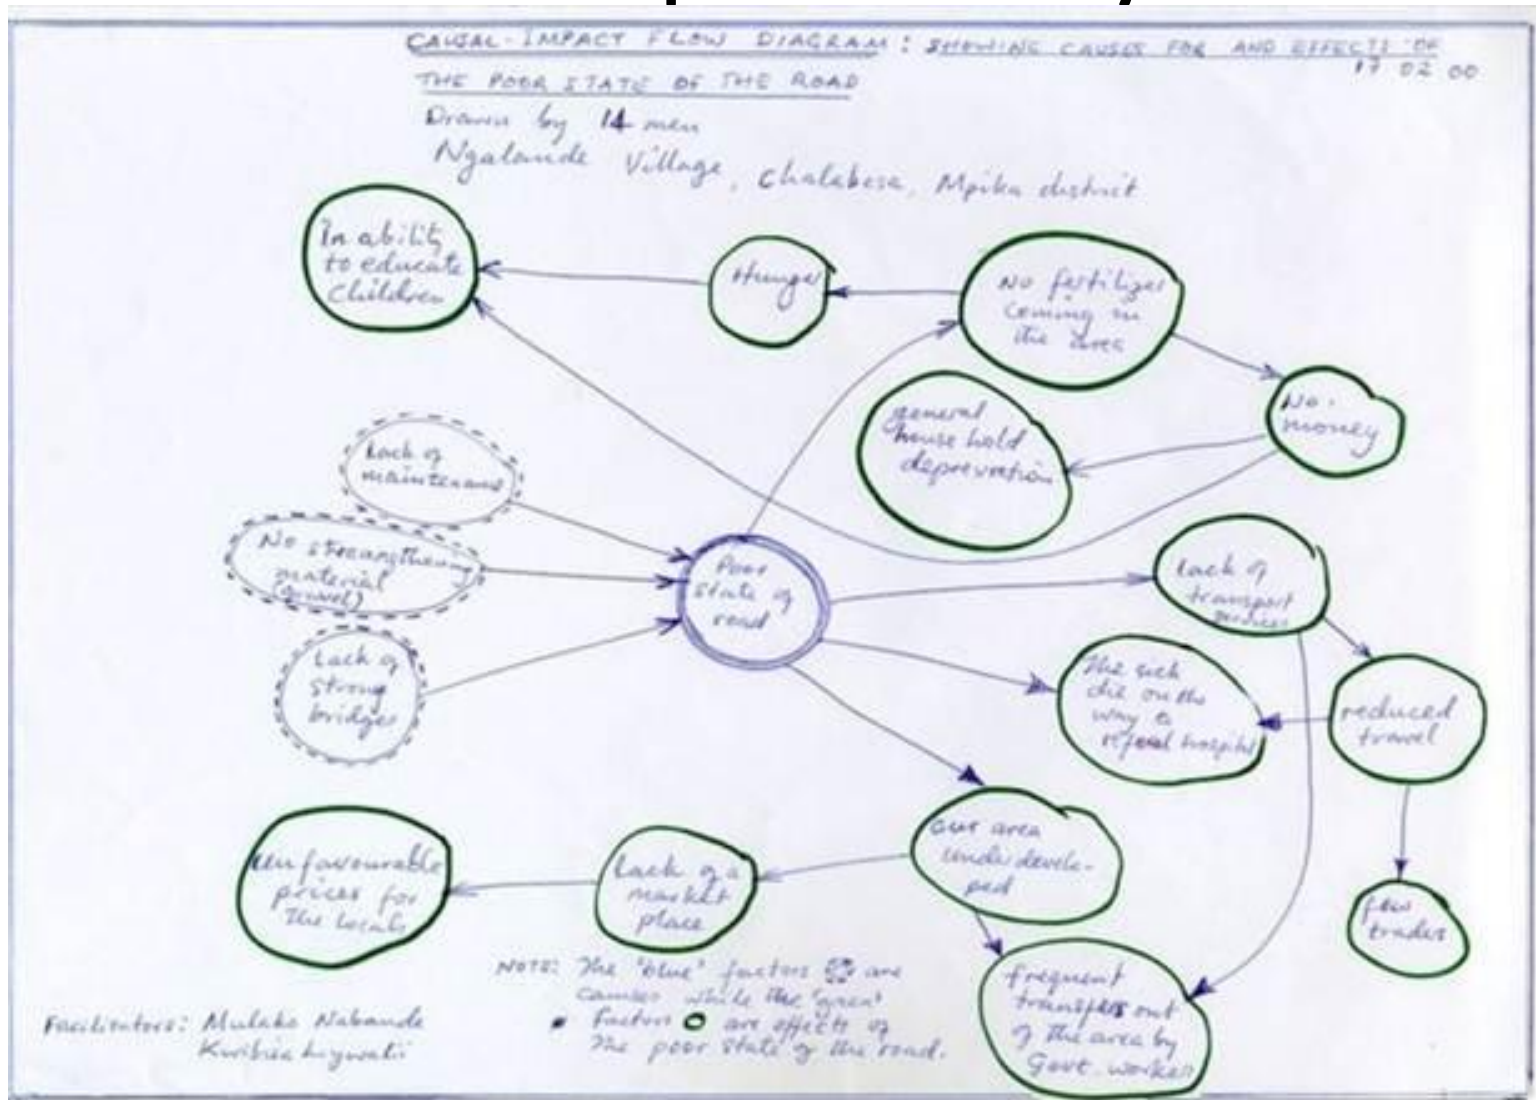 CAUSAL-IMPACT FLOW DIAGRAM: SHOWING CAUSES FOR AND EFFECTS OF
THE POOR STATE OF THE ROAD
17 02 00
Drawn by 14 men
Ngalande Village, Chalabesa, Mpika district
In ability
to educate
children
Hunger
No fertilizer
coming in
the area
No
money
general
house hold
Lack of
maintenance
No
material
(gravel)
Lack of
strong
bridges
Poor
state of
road
Lack of
transport
services
The sick
die on the
way to
hospital
reduced
travel
few
our area
under develo-
ped
Lack of a
market
place
unfavourable
prices for
the locals
frequent
transfers out
of the area by
Govt. workers
NOTE: The "blue" factors are
causes while the 'green'
Factors are effects of
The poor state of the road.
Facilitators: Mulako Nabanda